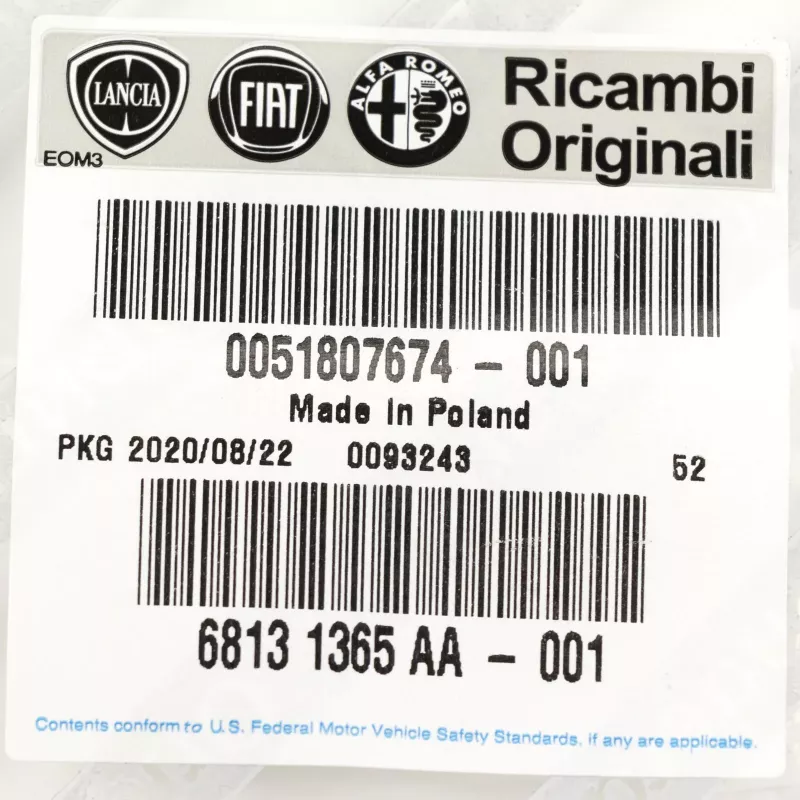 LANCIA FIAT ALFA ROMEO Ricambi
Originali
EOM3
0051807674 - 001
Made In Poland
PKG 2020/08/22 0093243 52
6813 1365 AA - 001
Contents conform to U.S. Federal Motor Vehicle Safety Standards, if any are applicable.